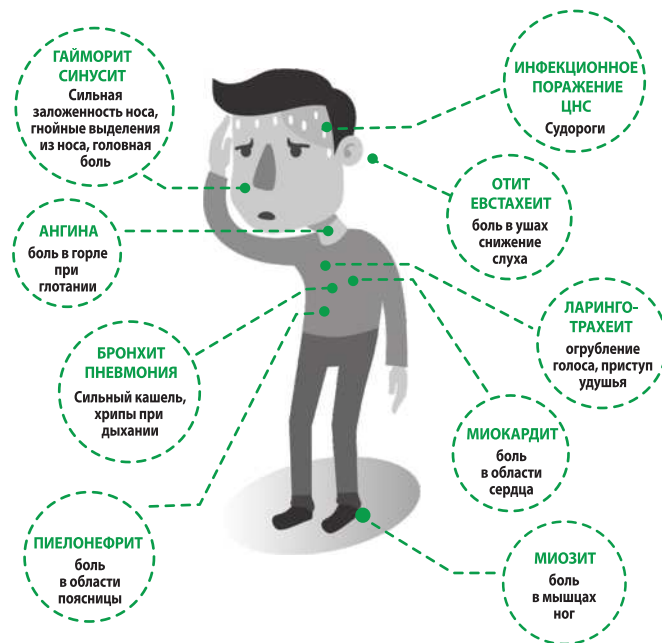 ГАЙМОРИТ
СИНУСИТ
Сильная
заложенность носа,
гнойные выделения
из носа, головная
боль
ИНФЕКЦИОННОЕ
ПОРАЖЕНИЕ
ЦНС
Судороги
АНГИНА
боль в горле
при
глотании
ОТИТ
ЕВСТАХЕИТ
боль в ушах
снижение
слуха
БРОНХИТ
ПНЕВМОНИЯ
Сильный кашель,
хрипы при
дыхании
ЛАРИНГО-
ТРАХЕИТ
огрубление
голоса, приступ
удушья
МИОКАРДИТ
боль
в области
сердца
ПИЕЛОНЕФРИТ
боль
в области
поясницы
МИОЗИТ
боль
в мышцах
ног